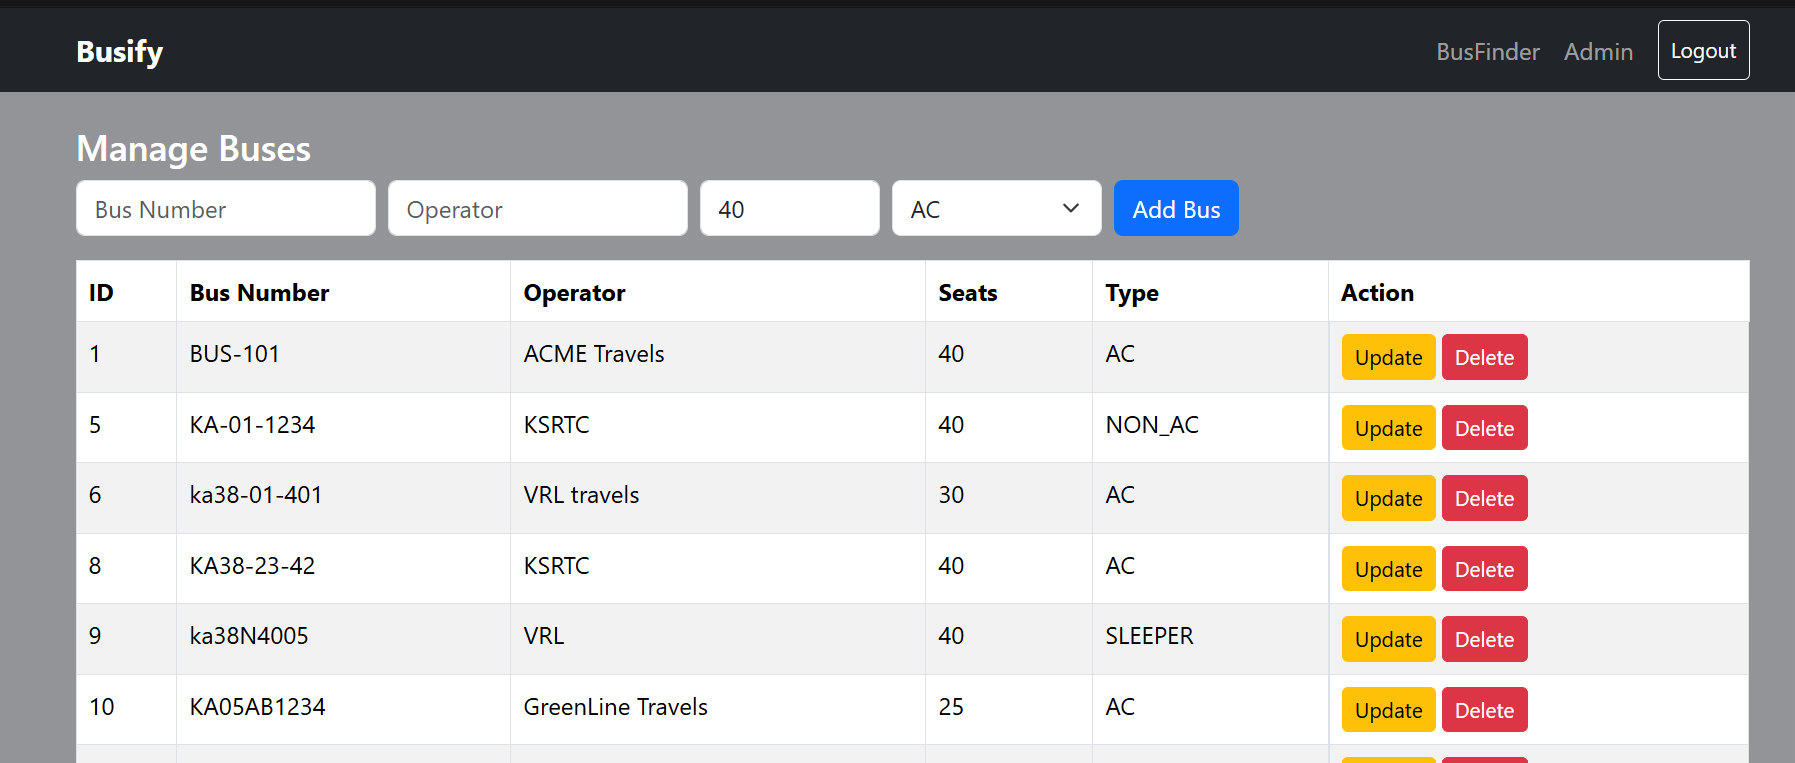 Busify BusFinder Admin Logout
Manage Buses
Bus Number Operator 40 AC Add Bus
ID Bus Number Operator Seats Type Action
1 BUS-101 ACME Travels 40 AC Update Delete
5 KA-01-1234 KSRTC 40 NON_AC Update Delete
6 ka38-01-401 VRL travels 30 AC Update Delete
8 KA38-23-42 KSRTC 40 AC Update Delete
9 ka38N4005 VRL 40 SLEEPER Update Delete
10 KA05AB1234 GreenLine Travels 25 AC Update Delete